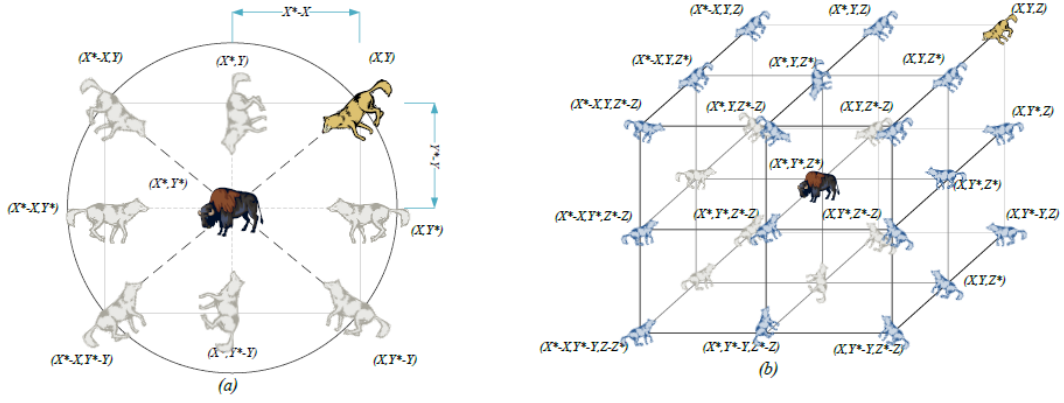 X*-X
(X*-X,Y)
(X*,Y)
(X,Y)
Y*-Y
(X*,Y*)
(X*-X,Y*)
(X,Y*)
(X*-X,Y*-Y)
(X*,Y*-Y)
(X,Y*-Y)
(a)
(X*-X,Y,Z)
(X*,Y,Z)
(X,Y,Z)
(X*-X,Y,Z*)
(X*,Y,Z*)
(X,Y,Z*)
(X*-X,Y,Z*-Z)
(X*,Y,Z*-Z)
(X,Y,Z*-Z)
(X,Y*,Z)
(X*,Y*,Z*)
(X,Y*,Z*)
(X*-X,Y*,Z*-Z)
(X*,Y*,Z*-Z)
(X,Y*,Z*-Z)
(X,Y*-Y,Z)
(X,Y,Z*)
(X*-X,Y*-Y,Z-Z*)
(X*,Y*-Y,Z*-Z)
(X,Y*-Y,Z*-Z)
(b)